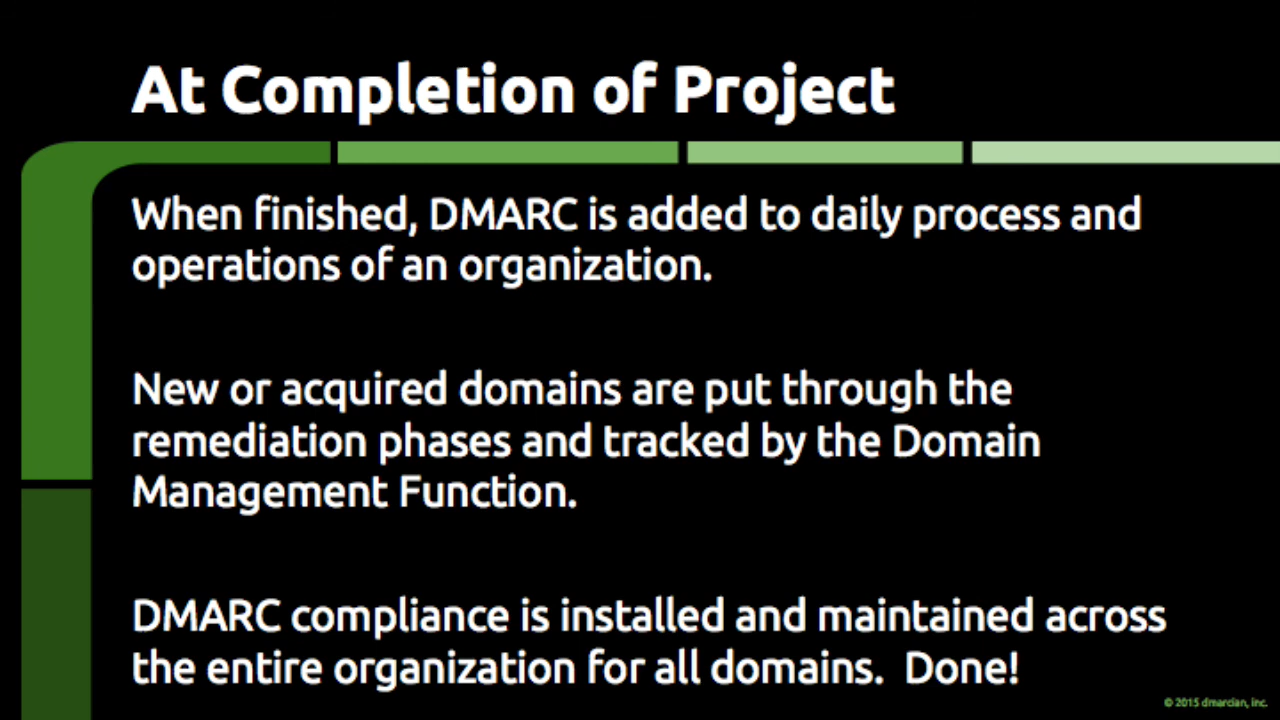 At Completion of Project
When finished, DMARC is added to daily process and
operations of an organization.
New or acquired domains are put through the
remediation phases and tracked by the Domain
Management Function.
DMARC compliance is installed and maintained across
the entire organization for all domains.  Done!
© 2015 dmarcian, inc.